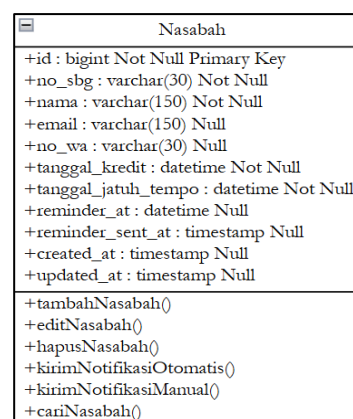 Nasabah
+id : bigint Not Null Primary Key
+no_sbg : varchar(30) Not Null
+nama : varchar(150) Not Null
+email : varchar(150) Null
+no_wa : varchar(30) Null
+tanggal_kredit : datetime Not Null
+tanggal_jatuh_tempo : datetime Not Null
+reminder_at : datetime Null
+reminder_sent_at : timestamp Null
+created_at : timestamp Null
+updated_at : timestamp Null
+tambahNasabah()
+editNasabah()
+hapusNasabah()
+kirimNotifikasiOtomatis()
+kirimNotifikasiManual()
+cariNasabah()